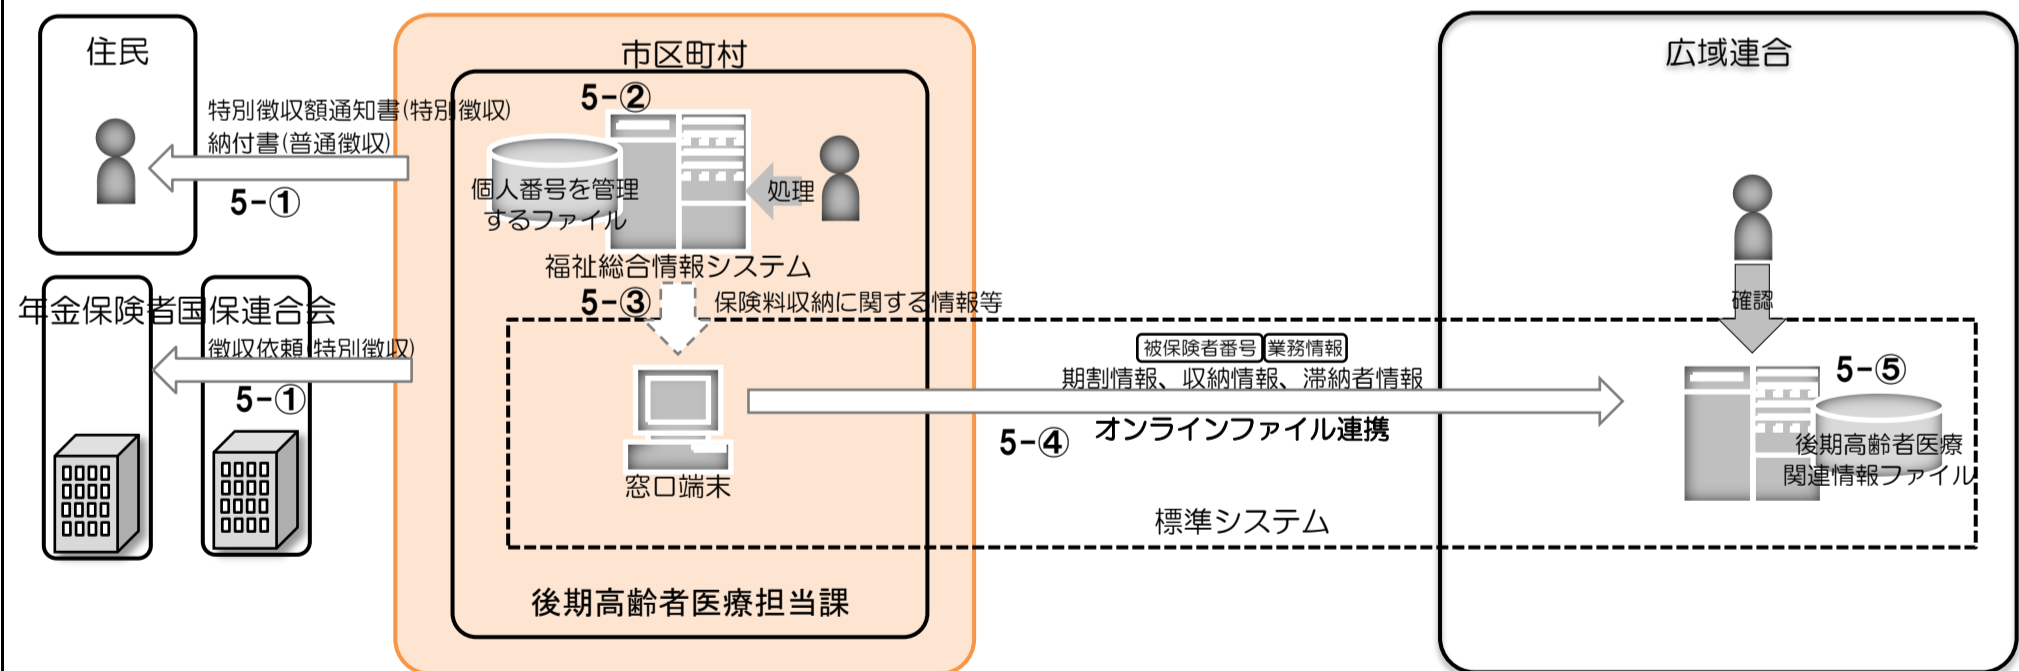 住民
市区町村
広域連合
特別徴収額通知書(特別徴収)
納付書(普通徴収)
5-①
5-②
個人番号を管理
するファイル
処理
福祉総合情報システム
5-③
保険料収納に関する情報等
年金保険者
国保連合会
徴収依頼(特別徴収)
5-①
確認
被保険者番号
業務情報
期割情報、収納情報、滞納者情報
5-④
オンラインファイル連携
5-⑤
後期高齢者医療
関連情報ファイル
窓口端末
標準システム
後期高齢者医療担当課